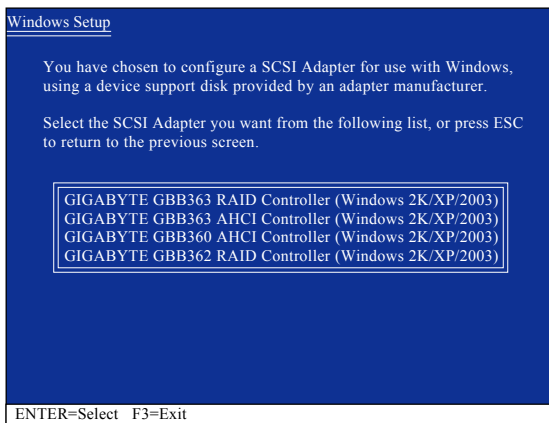 Windows Setup
You have chosen to configure a SCSI Adapter for use with Windows,
using a device support disk provided by an adapter manufacturer.
Select the SCSI Adapter you want from the following list, or press ESC
to return to the previous screen.
GIGABYTE GBB363 RAID Controller (Windows 2K/XP/2003)
GIGABYTE GBB363 AHCI Controller (Windows 2K/XP/2003)
GIGABYTE GBB360 AHCI Controller (Windows 2K/XP/2003)
GIGABYTE GBB362 RAID Controller (Windows 2K/XP/2003)
ENTER=Select F3=Exit